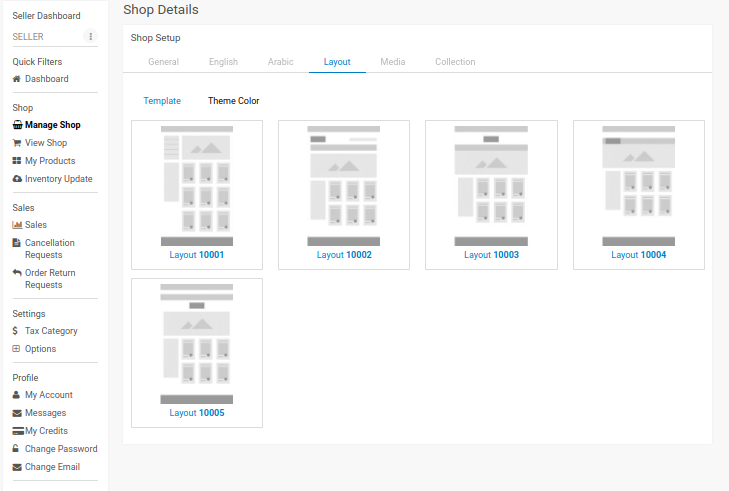 Seller Dashboard
SELLER
Quick Filters
Dashboard
Shop
Manage Shop
View Shop
My Products
Inventory Update
Sales
Sales
Cancellation
Requests
Order Return
Requests
Settings
Tax Category
Options
Profile
My Account
Messages
My Credits
Change Password
Change Email
Shop Details
Shop Setup
General English Arabic Layout Media Collection
Template Theme Color
Layout 10001 Layout 10002 Layout 10003 Layout 10004
Layout 10005